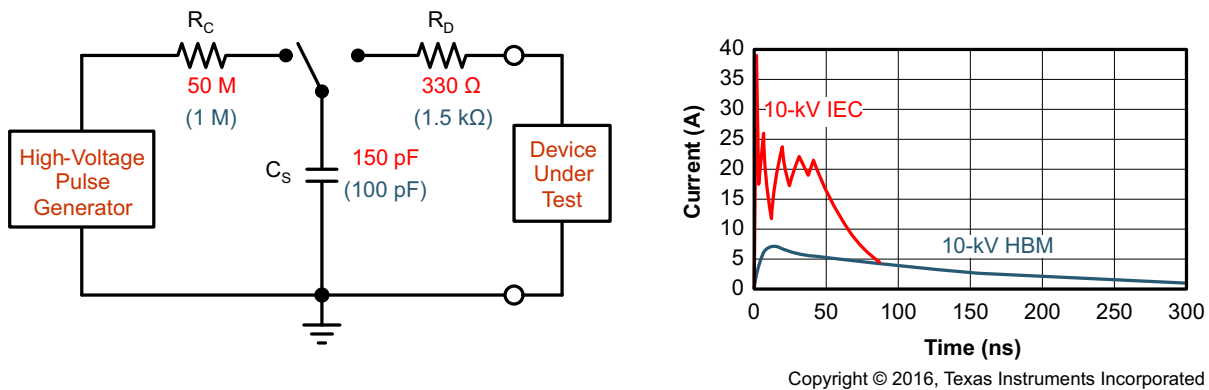 R_C
50 M
(1 M)
R_D
330 Ω
(1.5 kΩ)
High-Voltage
Pulse
Generator
C_S
150 pF
(100 pF)
Device
Under
Test
Current (A)
40
35
30
25
20
15
10
5
0
10-kV IEC
10-kV HBM
0
50
100
150
200
250
300
Time (ns)
Copyright © 2016, Texas Instruments Incorporated